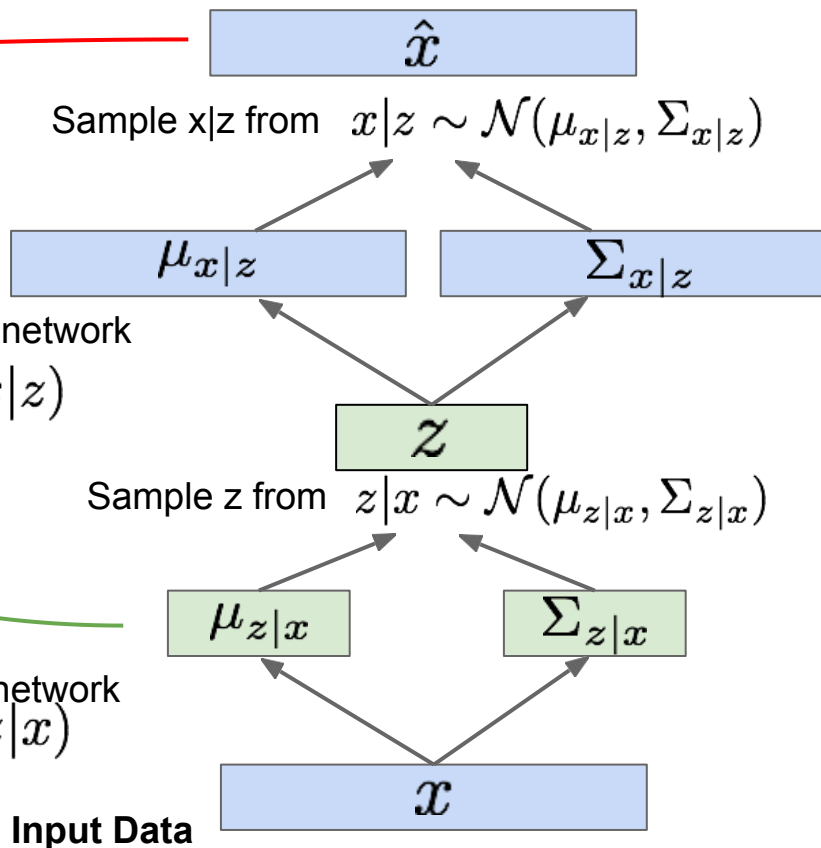 x̂
Sample x|z from x|z ∼ 𝒩(μ_{x|z}, Σ_{x|z})
μ_{x|z} Σ_{x|z}
network
|z)
z
Sample z from z|x ∼ 𝒩(μ_{z|x}, Σ_{z|x})
μ_{z|x} Σ_{z|x}
network
|x)
x
Input Data